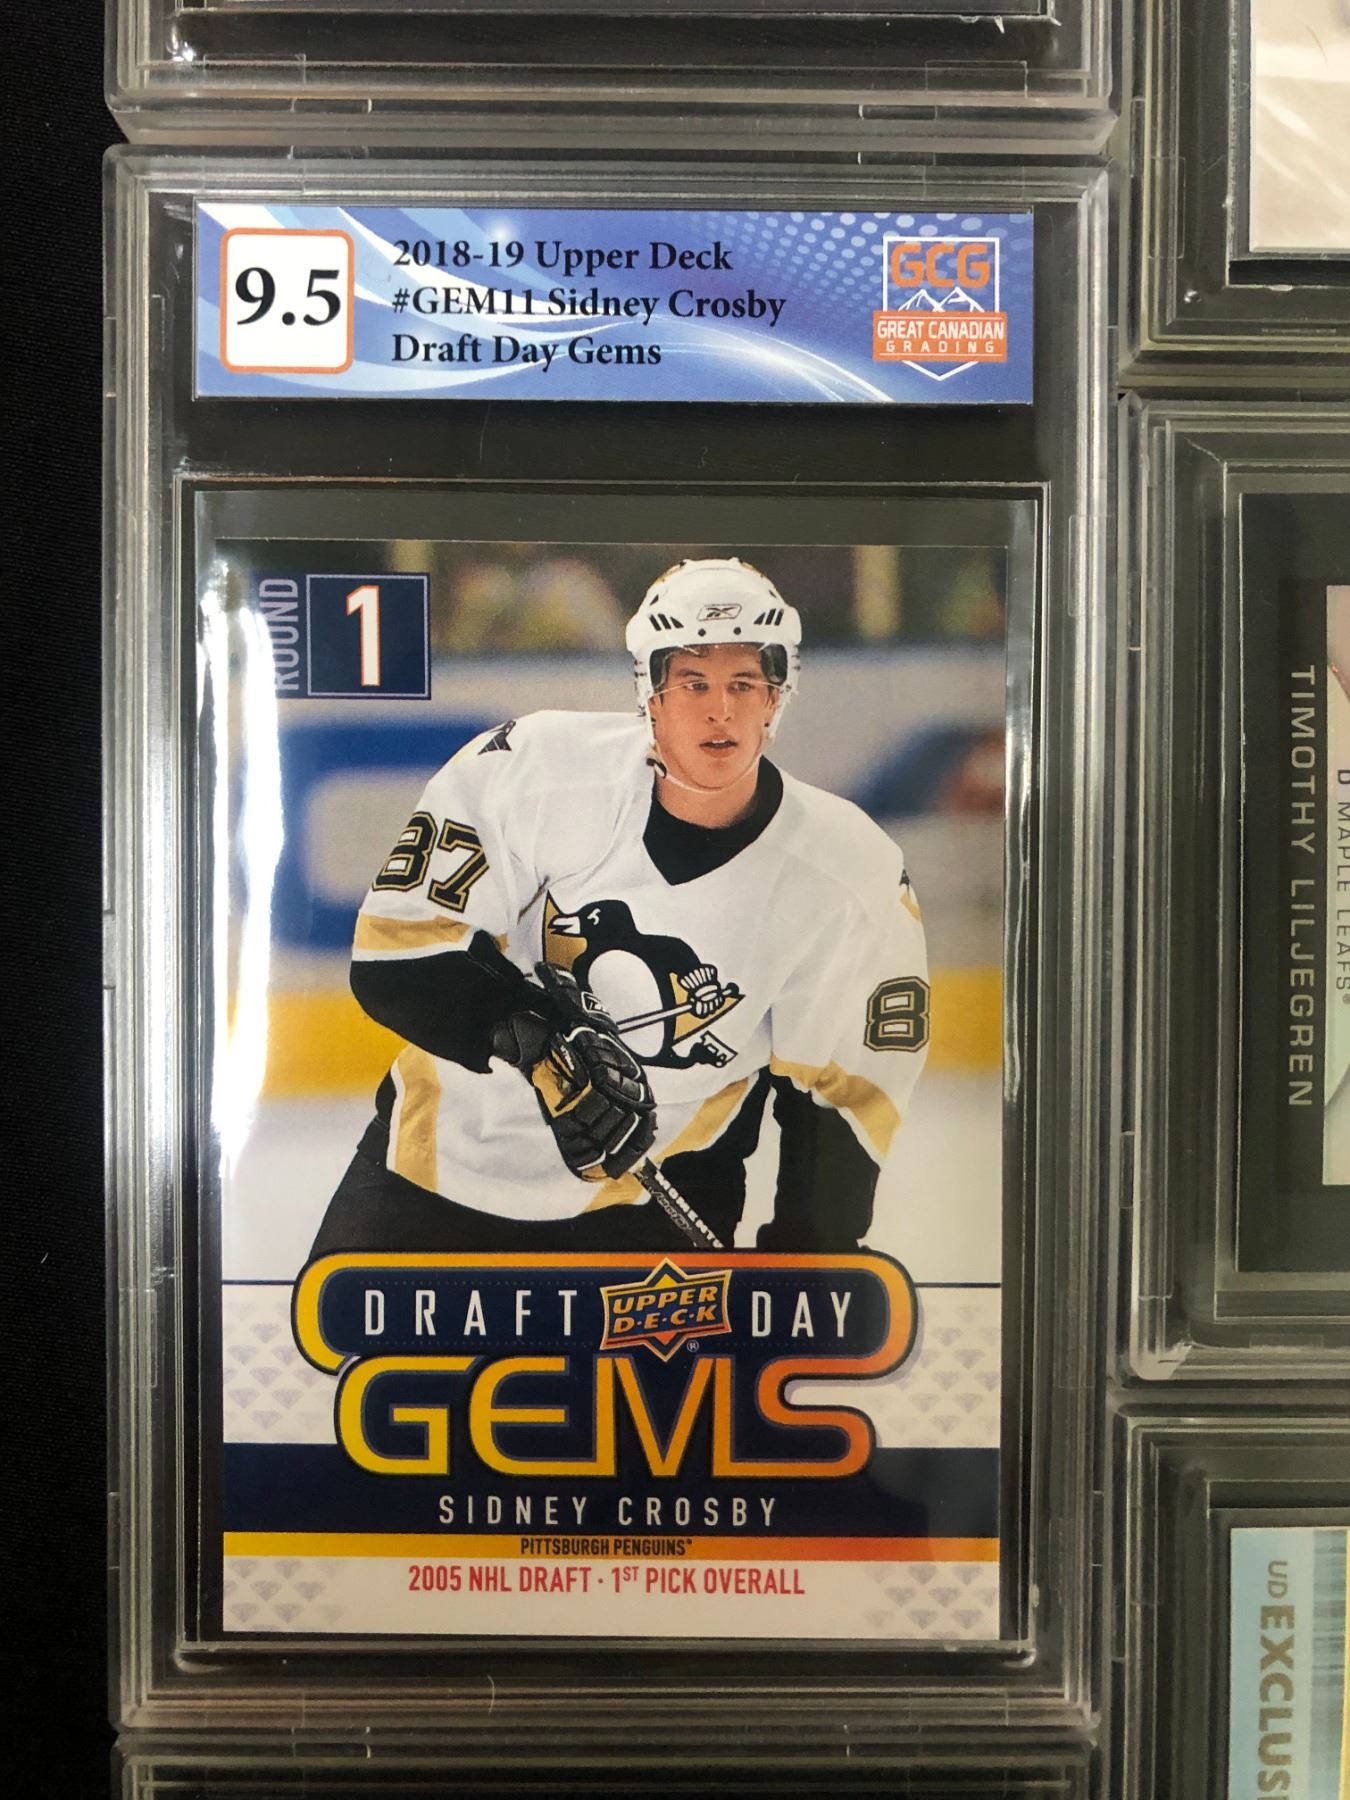 9.5
2018-19 Upper Deck
#GEM11 Sidney Crosby
Draft Day Gems
GCG
GREAT CANADIAN
GRADING
ROUND
1
87
8
MOMENTUM
DRAFT UPPER DECK® DAY
GEMS
SIDNEY CROSBY
PITTSBURGH PENGUINS®
2005 NHL DRAFT · 1ST PICK OVERALL
TIMOTHY LILJEGREN
D MAPLE LEAFS®
UD EXCLUS